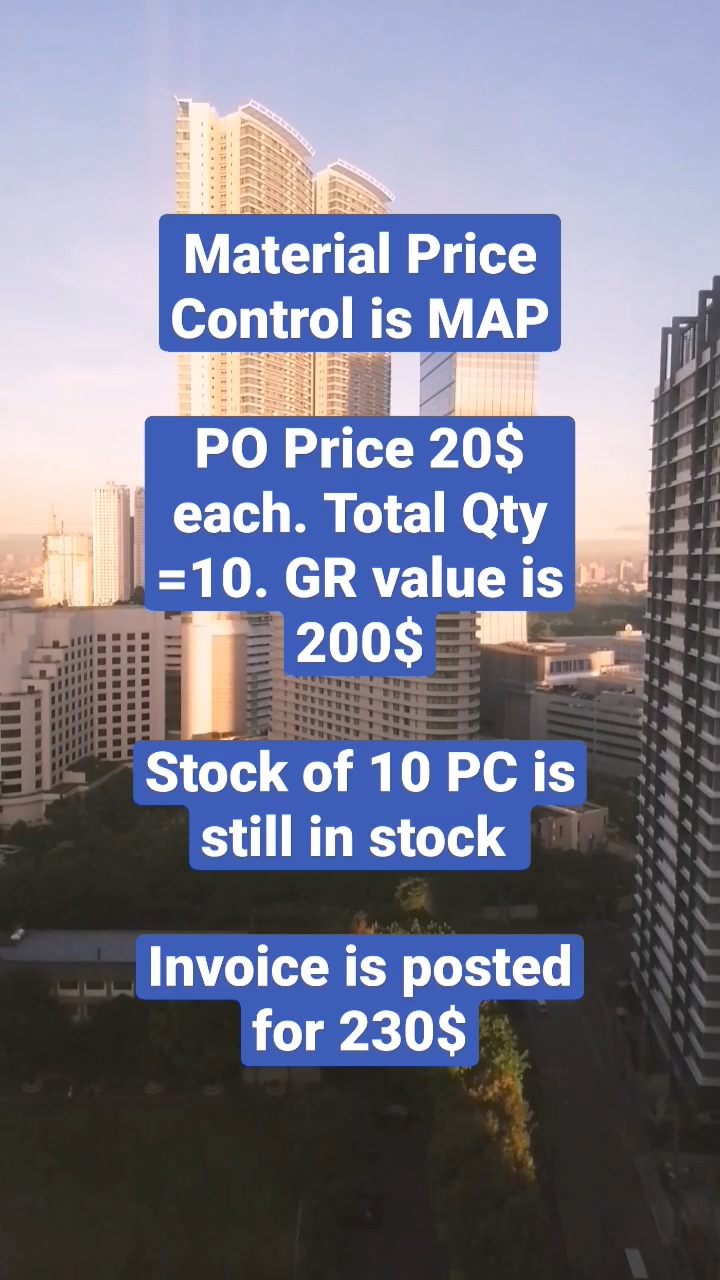 Material Price
Control is MAP
PO Price 20$
each. Total Qty
=10. GR value is
200$
Stock of 10 PC is
still in stock
Invoice is posted
for 230$